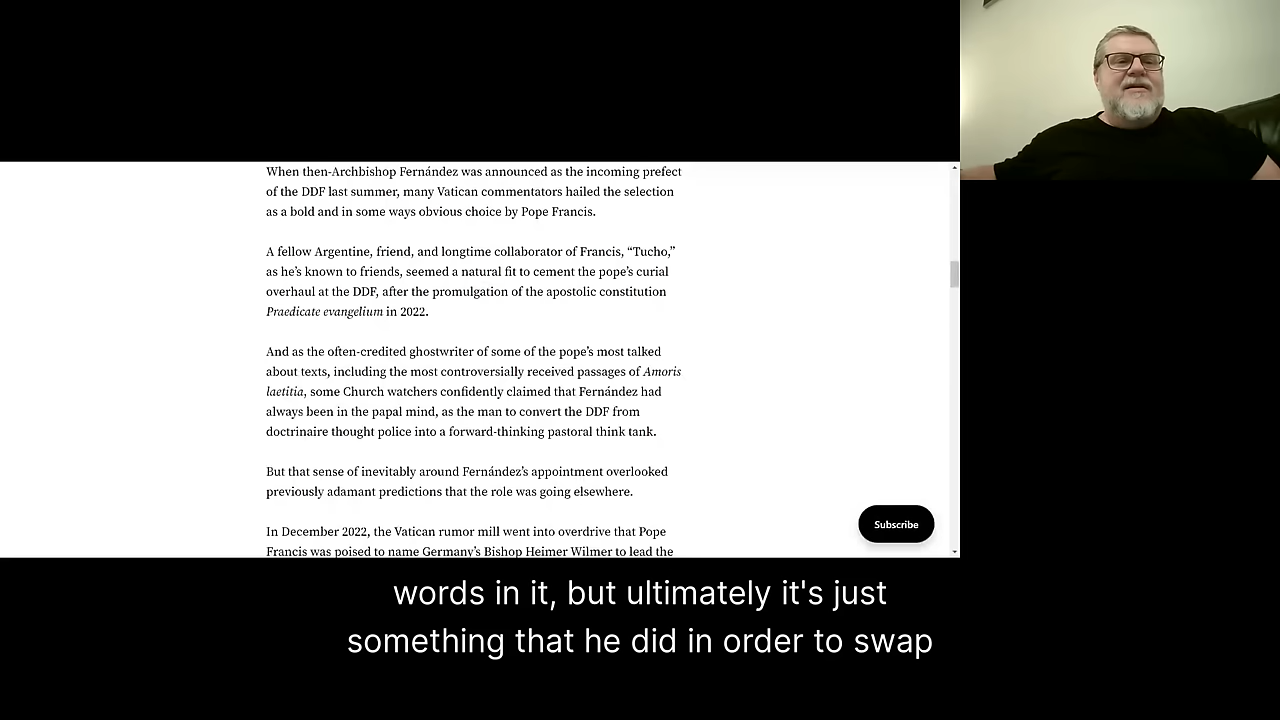 When then-Archbishop Fernández was announced as the incoming prefect
of the DDF last summer, many Vatican commentators hailed the selection
as a bold and in some ways obvious choice by Pope Francis.
A fellow Argentine, friend, and longtime collaborator of Francis, “Tucho,”
as he’s known to friends, seemed a natural fit to cement the pope’s curial
overhaul at the DDF, after the promulgation of the apostolic constitution
Praedicate evangelium in 2022.
And as the often-credited ghostwriter of some of the pope’s most talked
about texts, including the most controversially received passages of Amoris
laetitia, some Church watchers confidently claimed that Fernández had
always been in the papal mind, as the man to convert the DDF from
doctrinaire thought police into a forward-thinking pastoral think tank.
But that sense of inevitably around Fernández’s appointment overlooked
previously adamant predictions that the role was going elsewhere.
In December 2022, the Vatican rumor mill went into overdrive that Pope
Francis was poised to name Germany’s Bishop Heimer Wilmer to lead the
Subscribe
words in it, but ultimately it's just
something that he did in order to swap